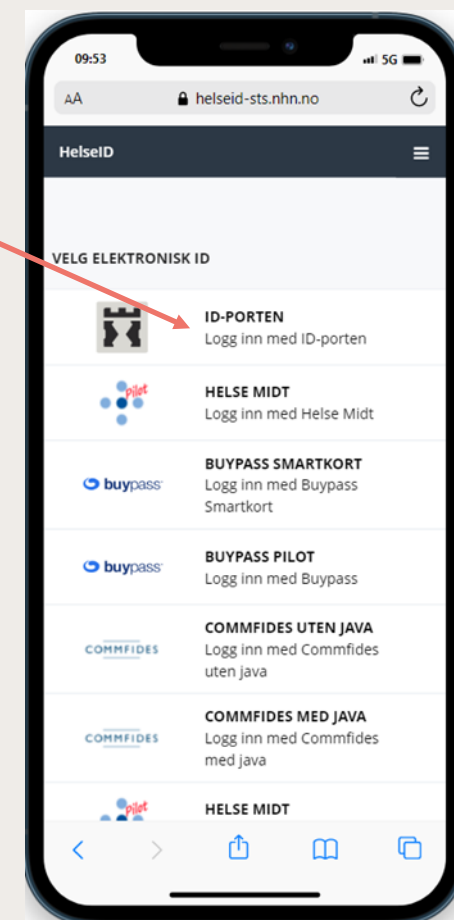 09:53
5G
AA helseid-sts.nhn.no
HelseID
VELG ELEKTRONISK ID
ID-PORTEN
Logg inn med ID-porten
Pilot
HELSE MIDT
Logg inn med Helse Midt
buypass
BUYPASS SMARTKORT
Logg inn med Buypass
Smartkort
buypass
BUYPASS PILOT
Logg inn med Buypass
COMMFIDES
COMMFIDES UTEN JAVA
Logg inn med Commfides
uten java
COMMFIDES
COMMFIDES MED JAVA
Logg inn med Commfides
med java
Pilot
HELSE MIDT